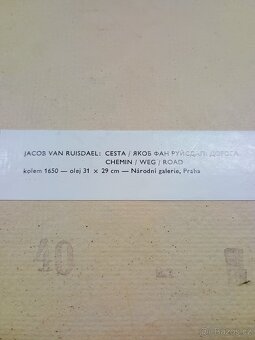 JACOB VAN RUISDAEL: CESTA / ЯКОБ ФАН РУЙСДАЛ: ДОРОГА
CHEMIN / WEG / ROAD
kolem 1650 — olej 31 × 29 cm — Národní galerie, Praha
40